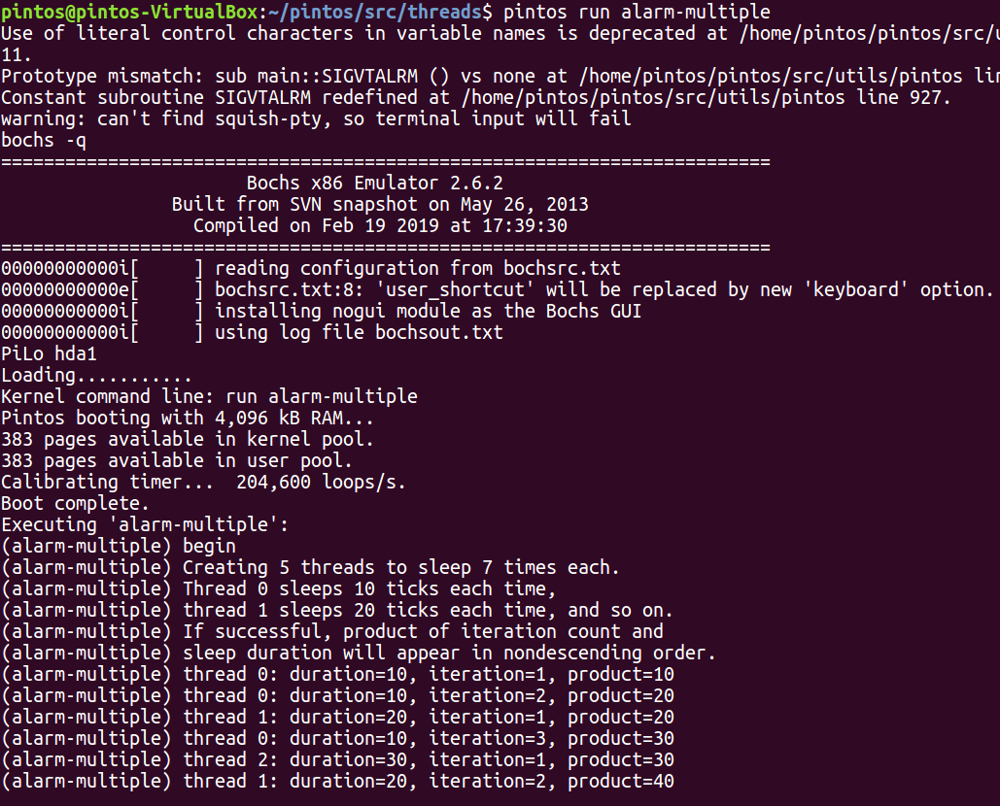 pintos@pintos-VirtualBox:~/pintos/src/threads$ pintos run alarm-multiple
Use of literal control characters in variable names is deprecated at /home/pintos/pintos/src/
11.
Prototype mismatch: sub main::SIGVTALRM () vs none at /home/pintos/pintos/src/utils/pintos
Constant subroutine SIGVTALRM redefined at /home/pintos/pintos/src/utils/pintos line 927.
warning: can't find squish-pty, so terminal input will fail
bochs -q
========================================================================
Bochs x86 Emulator 2.6.2
Built from SVN snapshot on May 26, 2013
Compiled on Feb 19 2019 at 17:39:30
========================================================================
00000000000i[      ] reading configuration from bochsrc.txt
00000000000e[      ] bochsrc.txt:8: 'user_shortcut' will be replaced by new 'keyboard' option.
00000000000i[      ] installing nogui module as the Bochs GUI
00000000000i[      ] using log file bochsout.txt
PiLo hda1
Loading...........
Kernel command line: run alarm-multiple
Pintos booting with 4,096 kB RAM...
383 pages available in kernel pool.
383 pages available in user pool.
Calibrating timer...  204,600 loops/s.
Boot complete.
Executing 'alarm-multiple':
(alarm-multiple) begin
(alarm-multiple) Creating 5 threads to sleep 7 times each.
(alarm-multiple) Thread 0 sleeps 10 ticks each time,
(alarm-multiple) thread 1 sleeps 20 ticks each time, and so on.
(alarm-multiple) If successful, product of iteration count and
(alarm-multiple) sleep duration will appear in nondescending order.
(alarm-multiple) thread 0: duration=10, iteration=1, product=10
(alarm-multiple) thread 0: duration=10, iteration=2, product=20
(alarm-multiple) thread 1: duration=20, iteration=1, product=20
(alarm-multiple) thread 0: duration=10, iteration=3, product=30
(alarm-multiple) thread 2: duration=30, iteration=1, product=30
(alarm-multiple) thread 1: duration=20, iteration=2, product=40